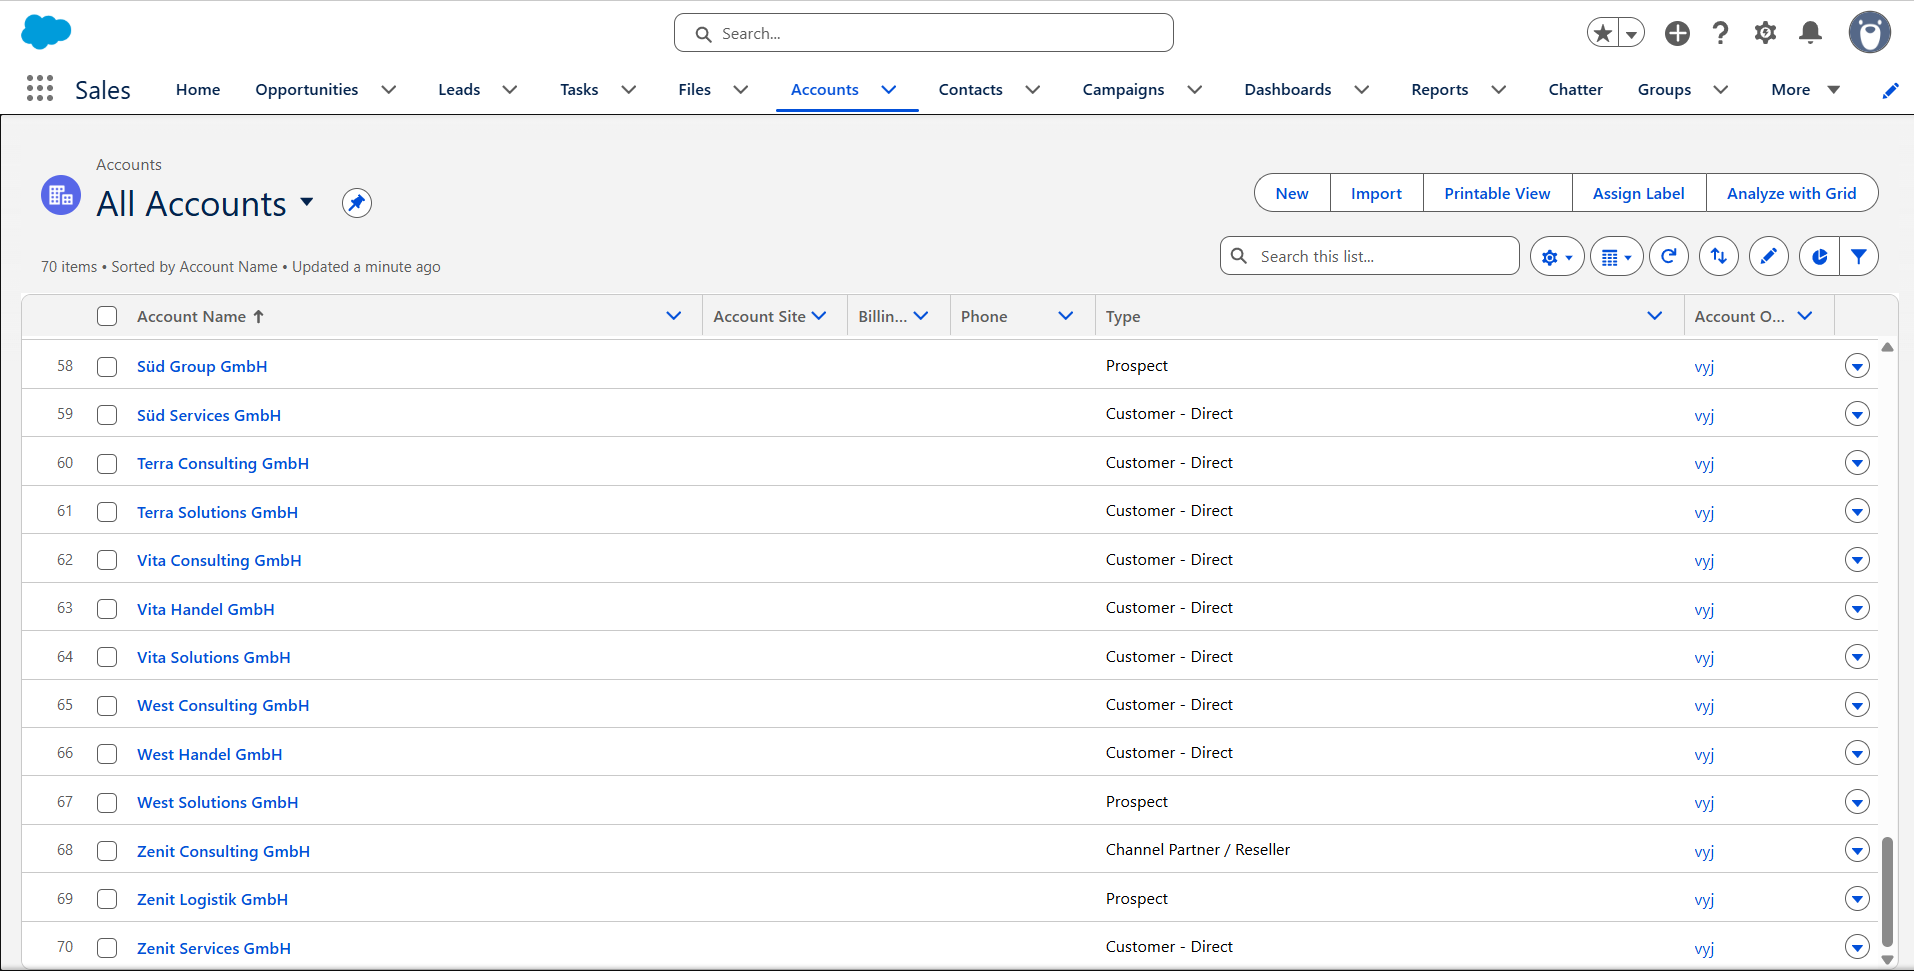 Search...
Sales Home Opportunities Leads Tasks Files Accounts Contacts Campaigns Dashboards Reports Chatter Groups More
Accounts
All Accounts
New Import Printable View Assign Label Analyze with Grid
70 items • Sorted by Account Name • Updated a minute ago
Search this list...
Account Name Account Site Billin... Phone Type Account O...
58 Süd Group GmbH Prospect vyj
59 Süd Services GmbH Customer - Direct vyj
60 Terra Consulting GmbH Customer - Direct vyj
61 Terra Solutions GmbH Customer - Direct vyj
62 Vita Consulting GmbH Customer - Direct vyj
63 Vita Handel GmbH Customer - Direct vyj
64 Vita Solutions GmbH Customer - Direct vyj
65 West Consulting GmbH Customer - Direct vyj
66 West Handel GmbH Customer - Direct vyj
67 West Solutions GmbH Prospect vyj
68 Zenit Consulting GmbH Channel Partner / Reseller vyj
69 Zenit Logistik GmbH Prospect vyj
70 Zenit Services GmbH Customer - Direct vyj